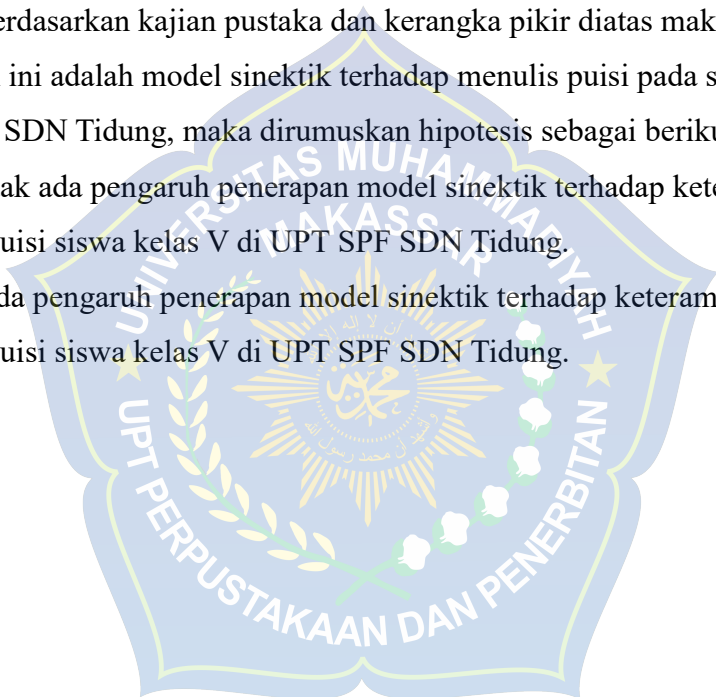 erdasarkan kajian pustaka dan kerangka pikir diatas mak
ini adalah model sinektik terhadap menulis puisi pada s
SDN Tidung, maka dirumuskan hipotesis sebagai beriku
ak ada pengaruh penerapan model sinektik terhadap kete
uisi siswa kelas V di UPT SPF SDN Tidung.
da pengaruh penerapan model sinektik terhadap keteram
uisi siswa kelas V di UPT SPF SDN Tidung.
UNIVERSITAS MUHAMMADIYAH
MAKASSAR
UPT PERPUSTAKAAN DAN PENERBITAN